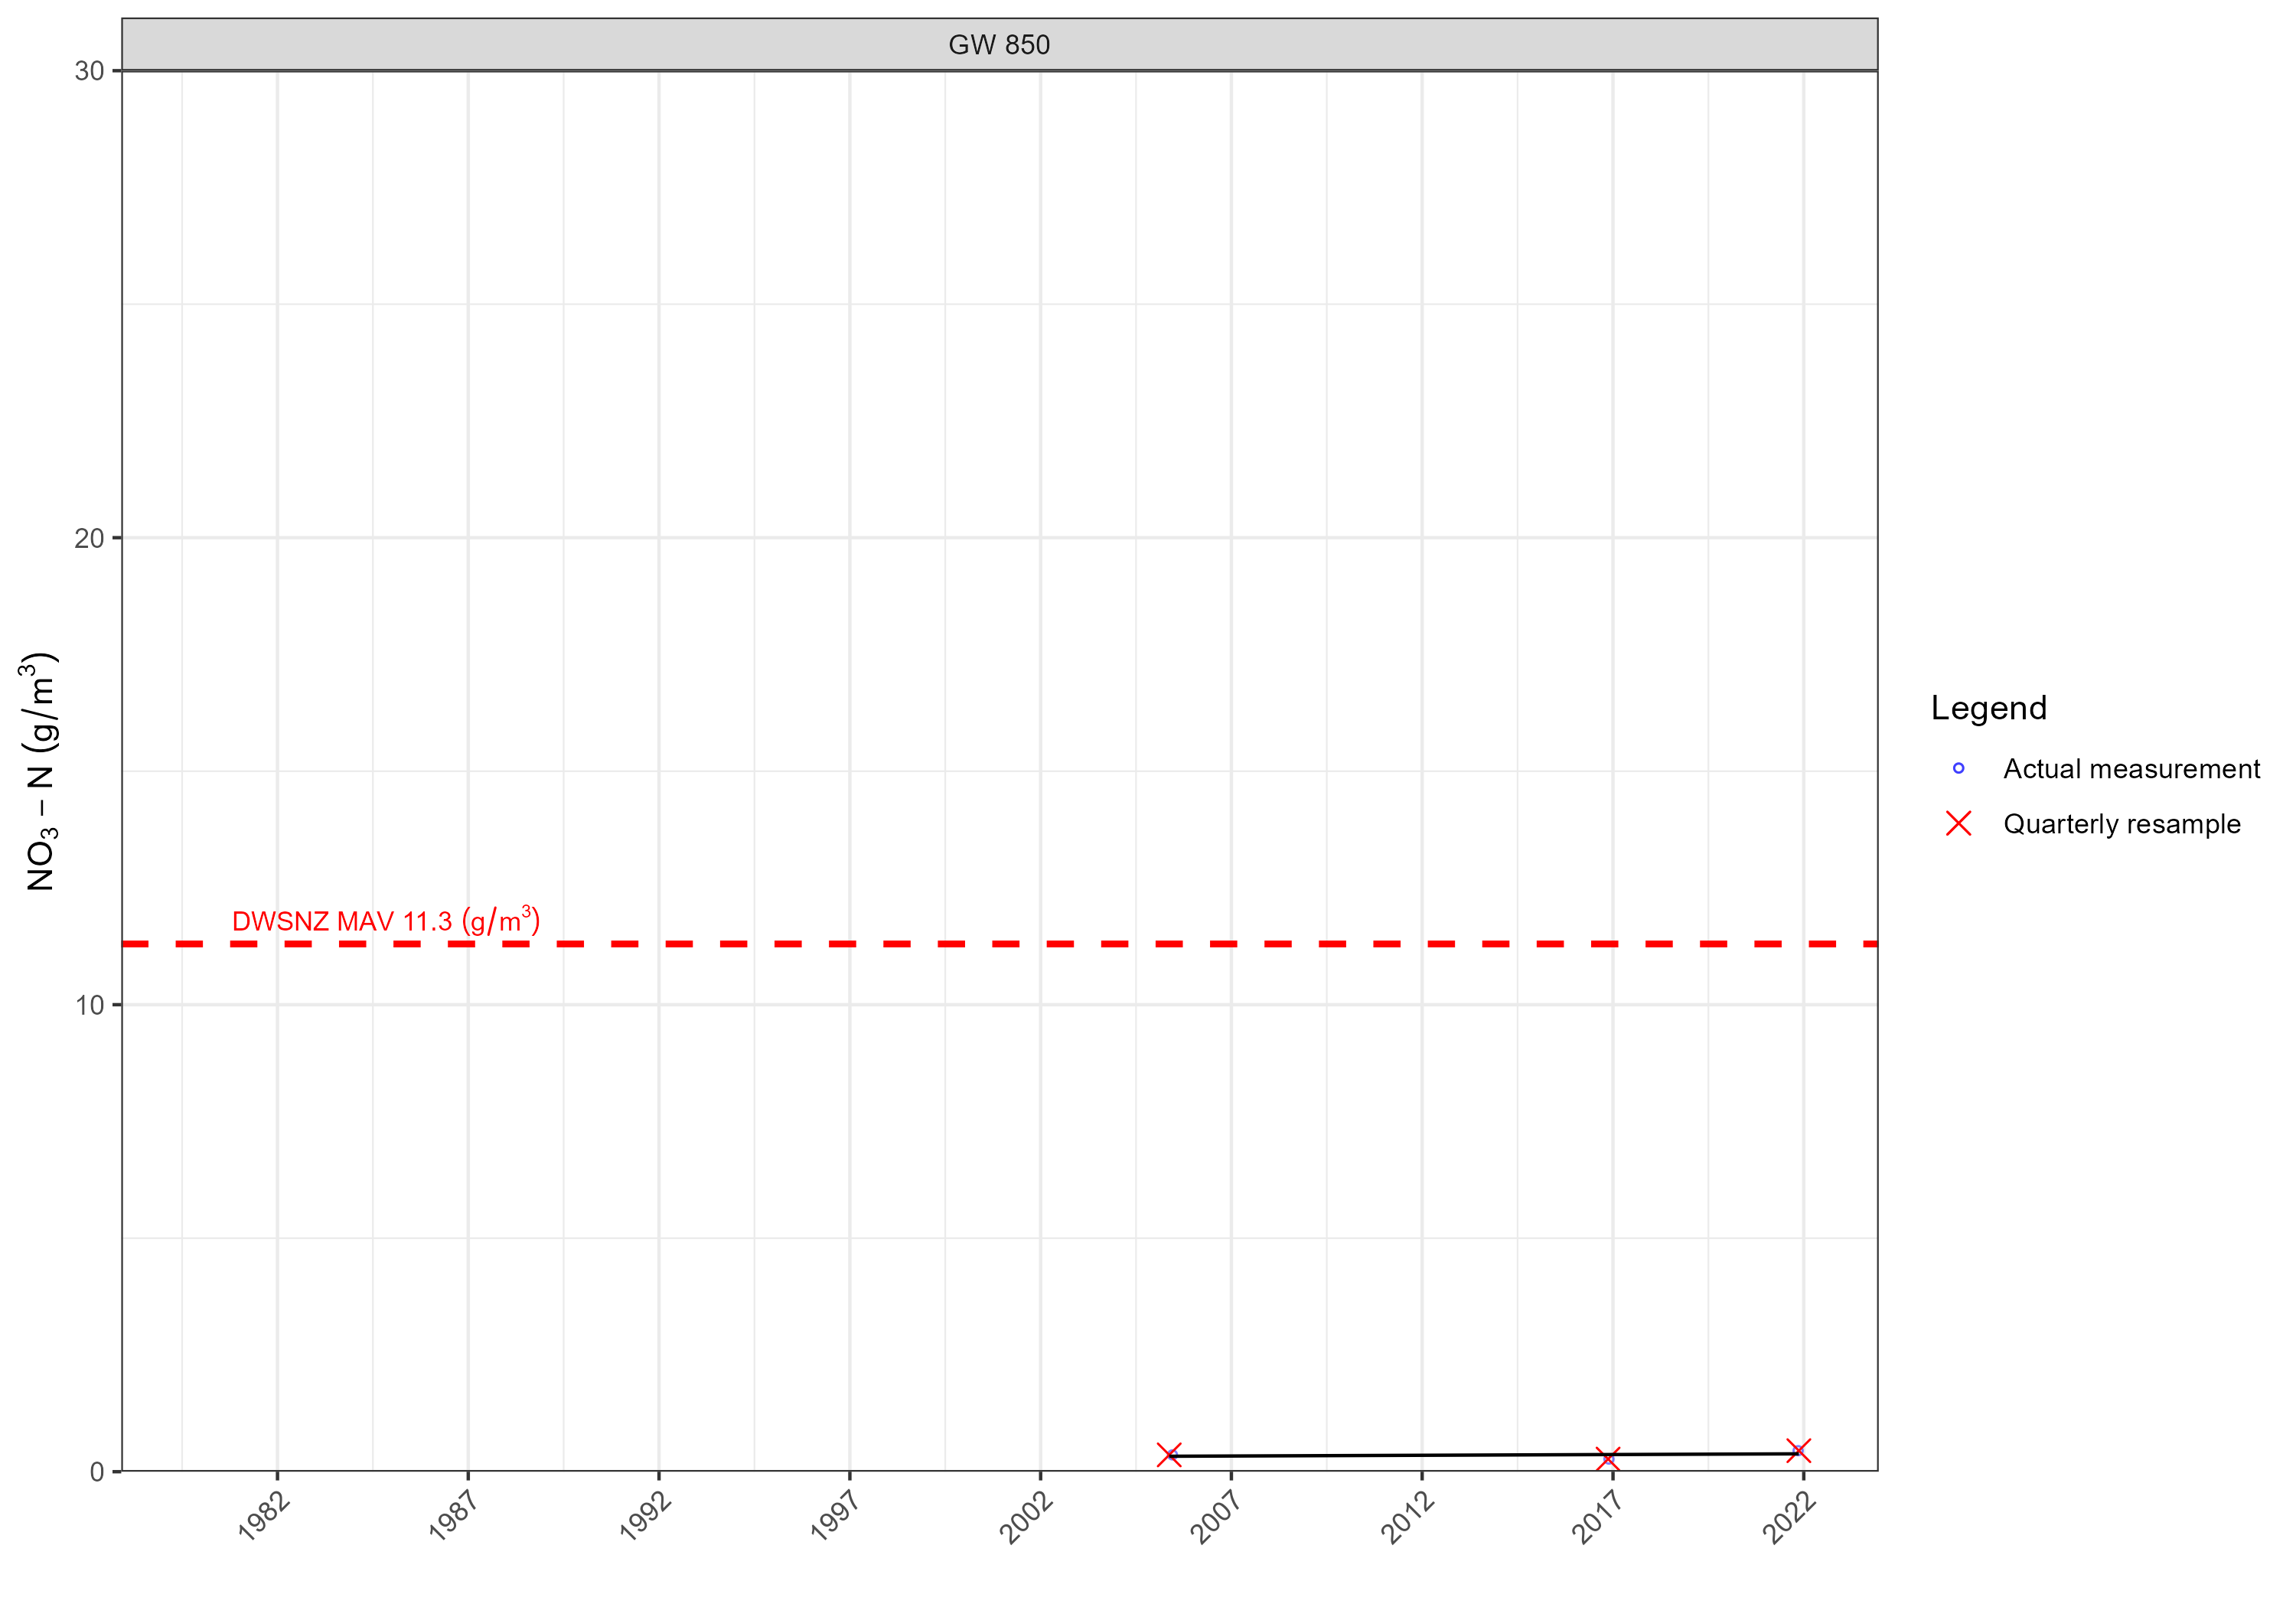 GW 850
30
20
10
0
NO₃ – N (g/m³)
DWSNZ MAV 11.3 (g/m³)
1982
1987
1992
1997
2002
2007
2012
2017
2022
Legend
Actual measurement
Quarterly resample